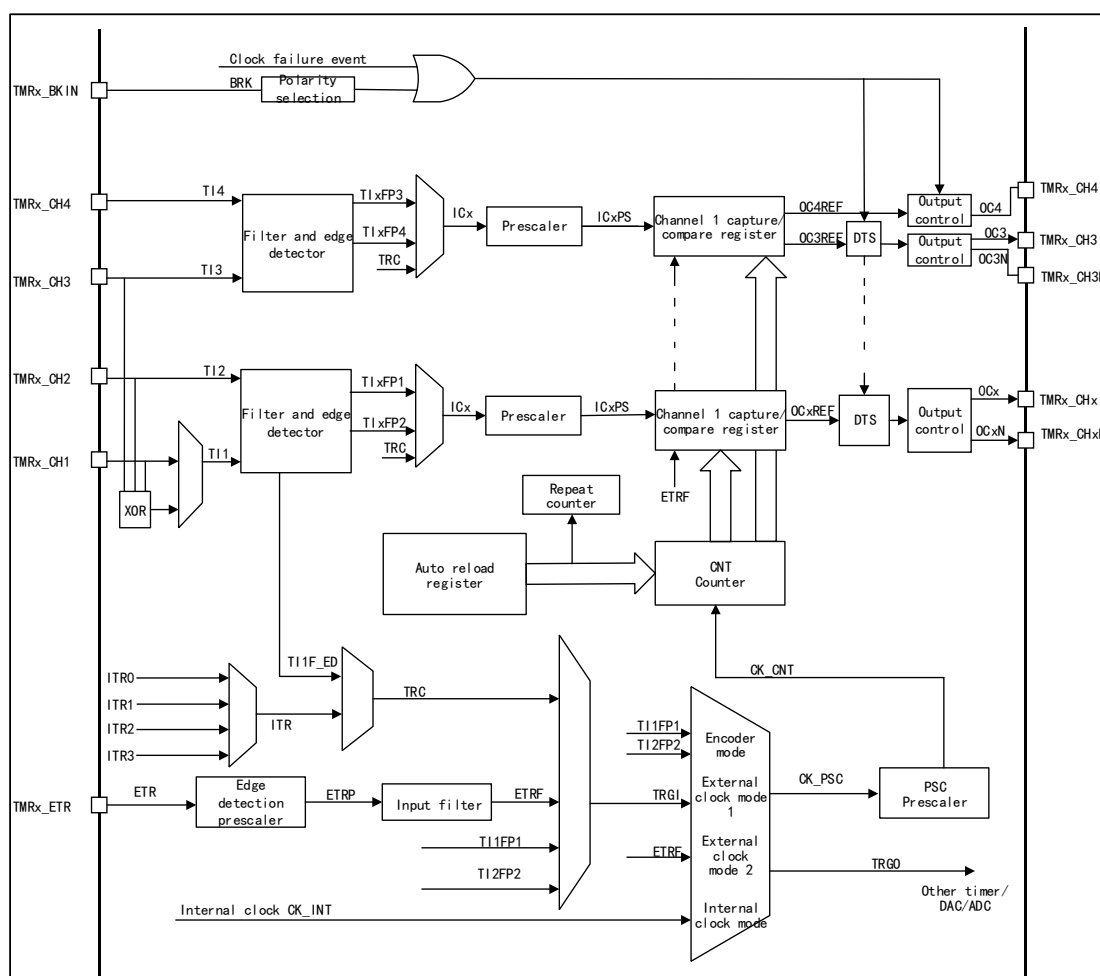 Clock failure event
TMRx_BKIN
BRK
Polarity
selection
TMRx_CH4
TI4
TIxFP3
ICx
Prescaler
ICxPS
Channel 1 capture/
compare register
OC4REF
Output
control
OC4
TMRx_CH4
Filter and edge
detector
TIxFP4
TRC
OC3REF
DTS
Output
control
OC3
OC3N
TMRx_CH3
TMRx_CH3
TI3
TMRx_CH3N
TMRx_CH2
TI2
TIxFP1
ICx
Prescaler
ICxPS
Channel 1 capture/
compare register
OCxREF
DTS
Output
control
OCx
OCxN
TMRx_CHx
Filter and edge
detector
TIxFP2
TRC
TMRx_CH1
TI1
XOR
ETRF
Repeat
counter
Auto reload
register
CNT
Counter
TI1F_ED
TRC
CK_CNT
ITR0
ITR1
ITR2
ITR3
ITR
TI1FP1
TI2FP2
Encoder
mode
TMRx_ETR
ETR
Edge
detection
prescaler
ETRP
Input filter
ETRF
TRGI
External
clock mode
1
CK_PSC
PSC
Prescaler
TI1FP1
TI2FP2
ETRF
External
clock
mode 2
TRGO
Other timer/
DAC/ADC
Internal clock CK_INT
Internal
clock mode